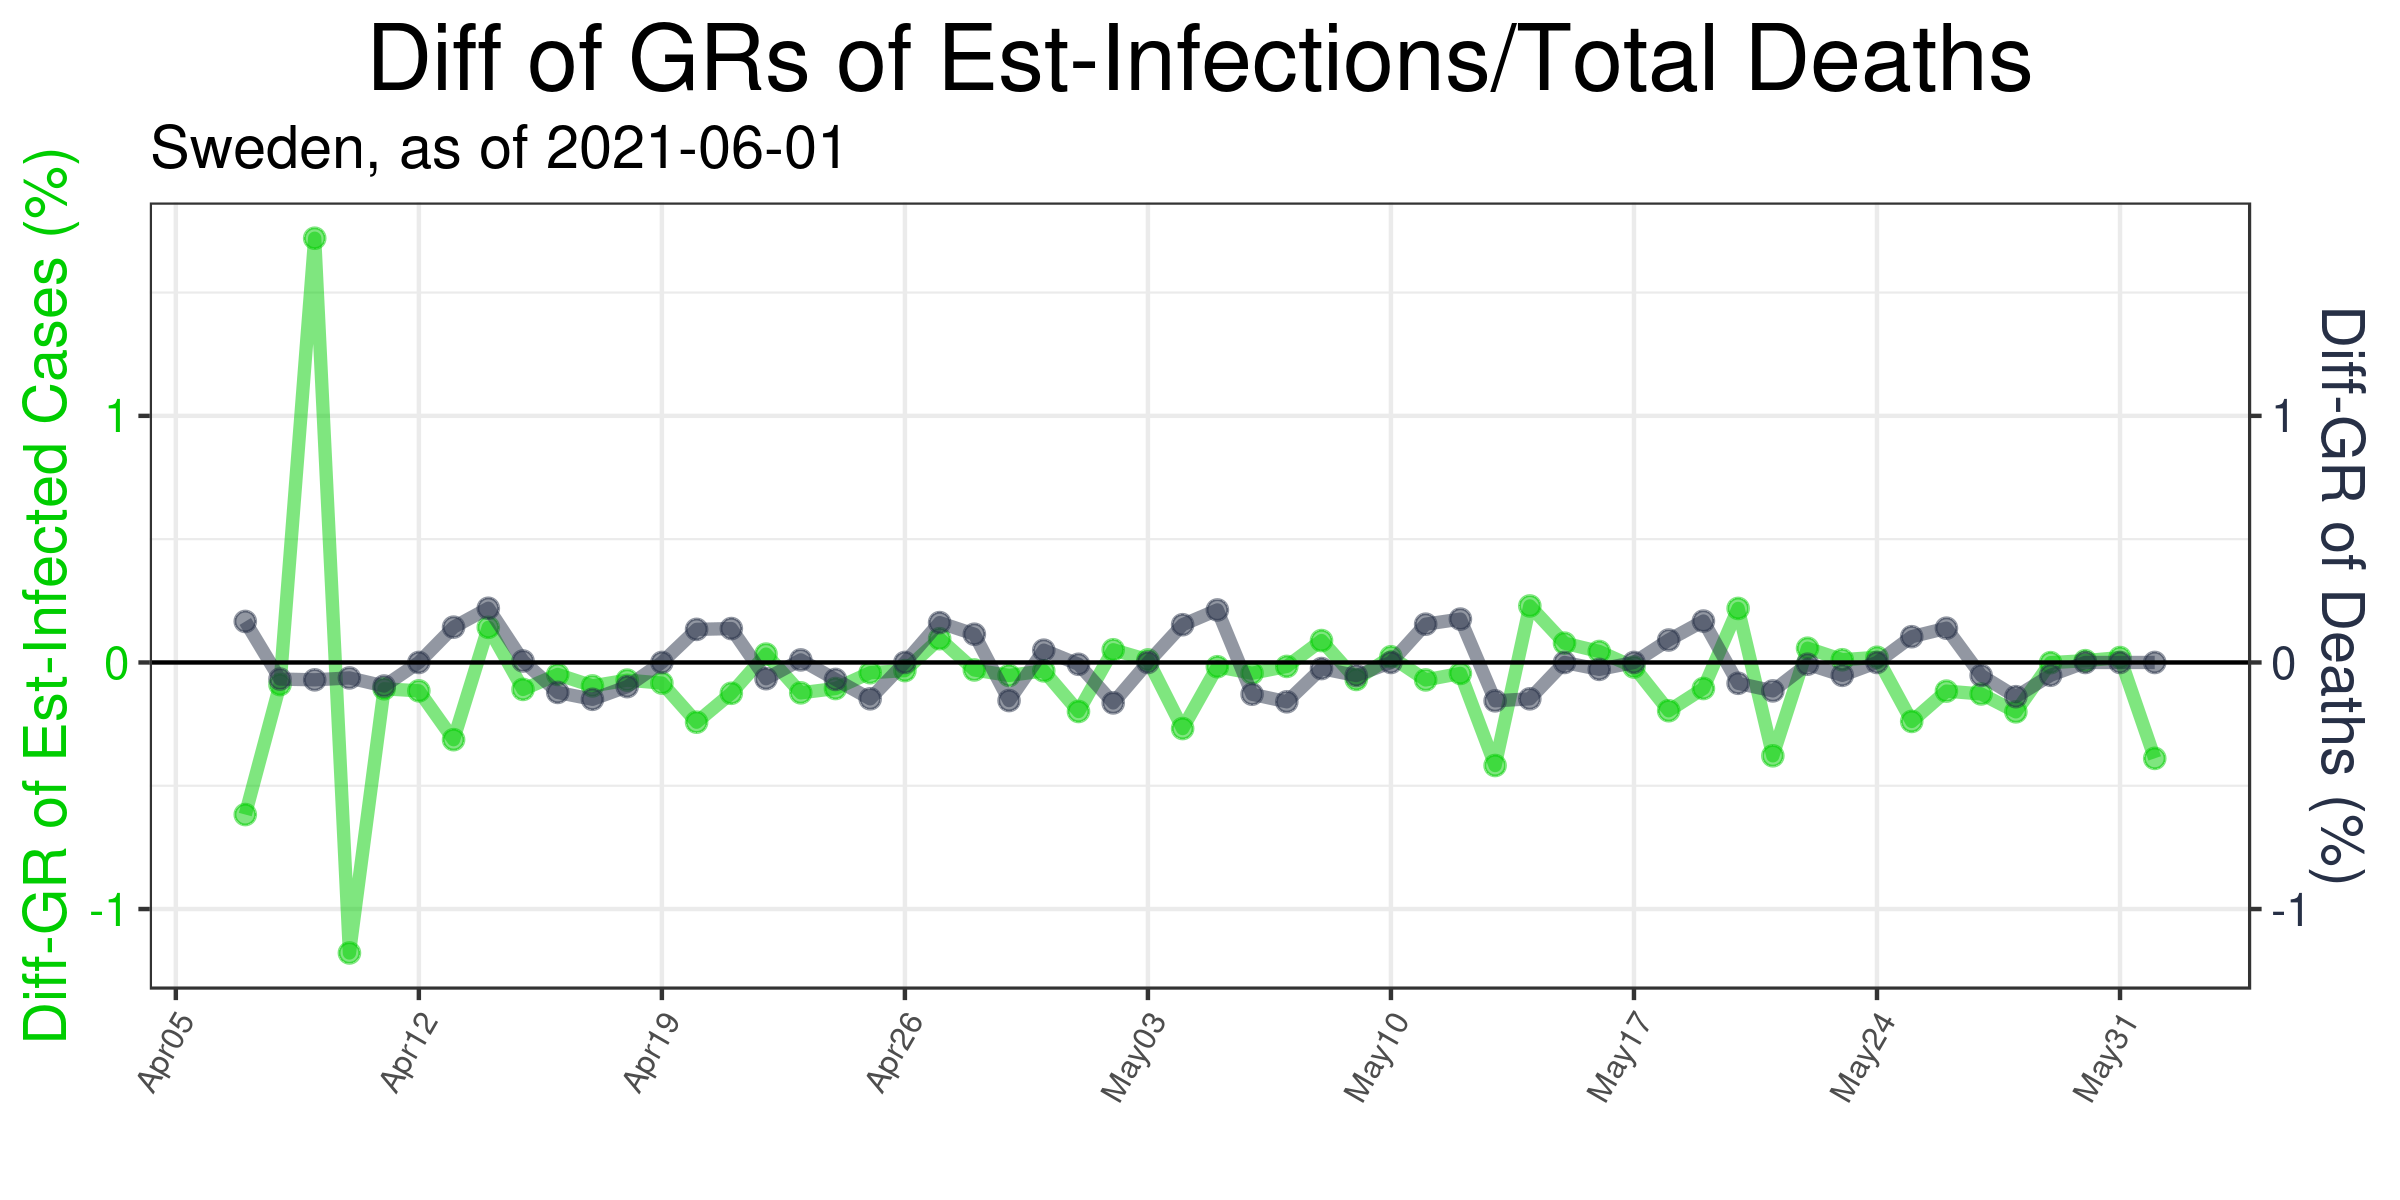 Diff of GRs of Est-Infections/Total Deaths
Sweden, as of 2021-06-01
Diff-GR of Est-Infected Cases (%)
1
0
-1
Diff-GR of Deaths (%)
1
0
-1
Apr05
Apr12
Apr19
Apr26
May03
May10
May17
May24
May31